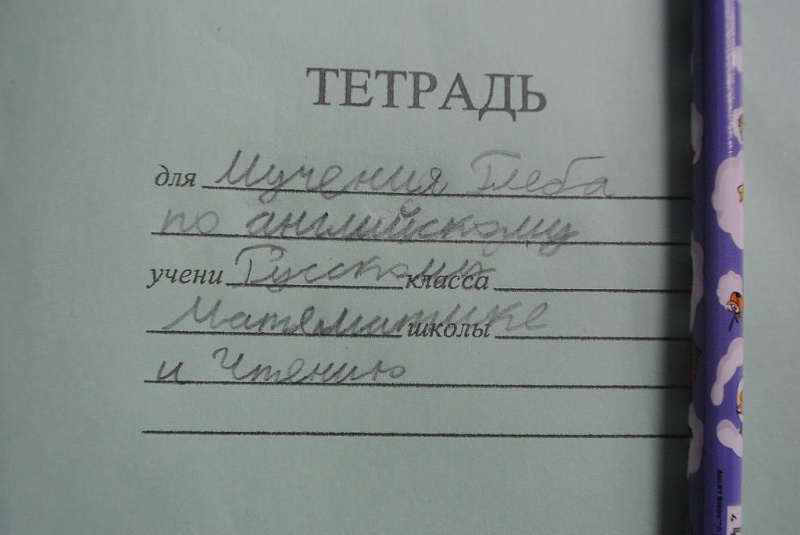 ТЕТРАДЬ
для Мучения Глеба
по английскому
учени Русскому класса
Математике школы
и Чтению